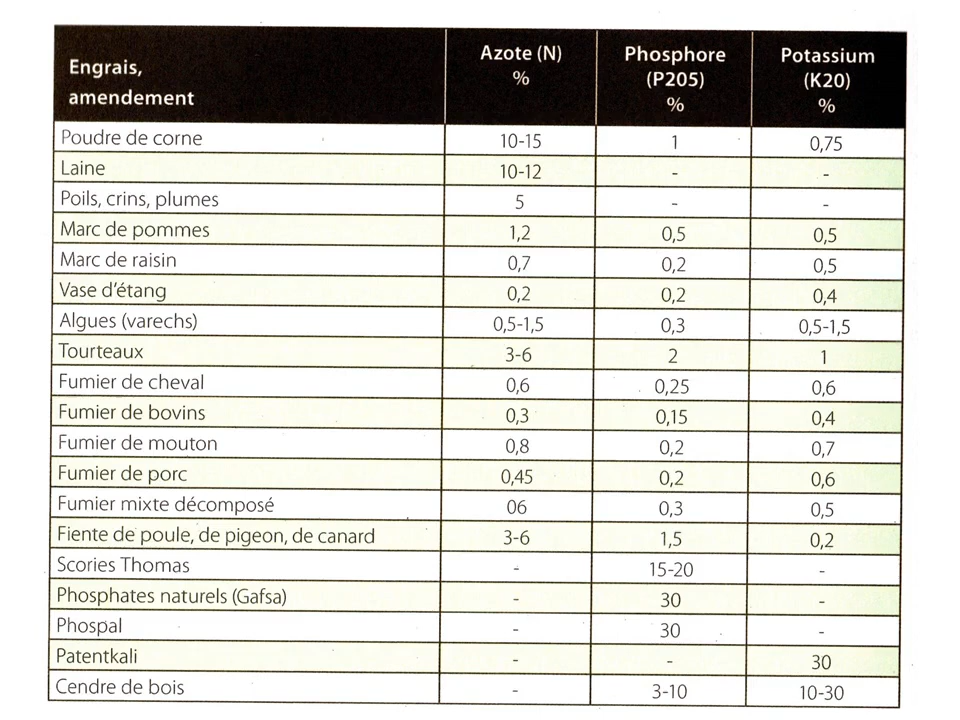 Engrais, amendement | Azote (N) % | Phosphore (P205) % | Potassium (K20) %
Poudre de corne | 10-15 | 1 | 0,75
Laine | 10-12 | - | -
Poils, crins, plumes | 5 | - | -
Marc de pommes | 1,2 | 0,5 | 0,5
Marc de raisin | 0,7 | 0,2 | 0,5
Vase d'étang | 0,2 | 0,2 | 0,4
Algues (varechs) | 0,5-1,5 | 0,3 | 0,5-1,5
Tourteaux | 3-6 | 2 | 1
Fumier de cheval | 0,6 | 0,25 | 0,6
Fumier de bovins | 0,3 | 0,15 | 0,4
Fumier de mouton | 0,8 | 0,2 | 0,7
Fumier de porc | 0,45 | 0,2 | 0,6
Fumier mixte décomposé | 06 | 0,3 | 0,5
Fiente de poule, de pigeon, de canard | 3-6 | 1,5 | 0,2
Scories Thomas | - | 15-20 | -
Phosphates naturels (Gafsa) | - | 30 | -
Phospal | - | 30 | -
Patentkali | - | - | 30
Cendre de bois | - | 3-10 | 10-30